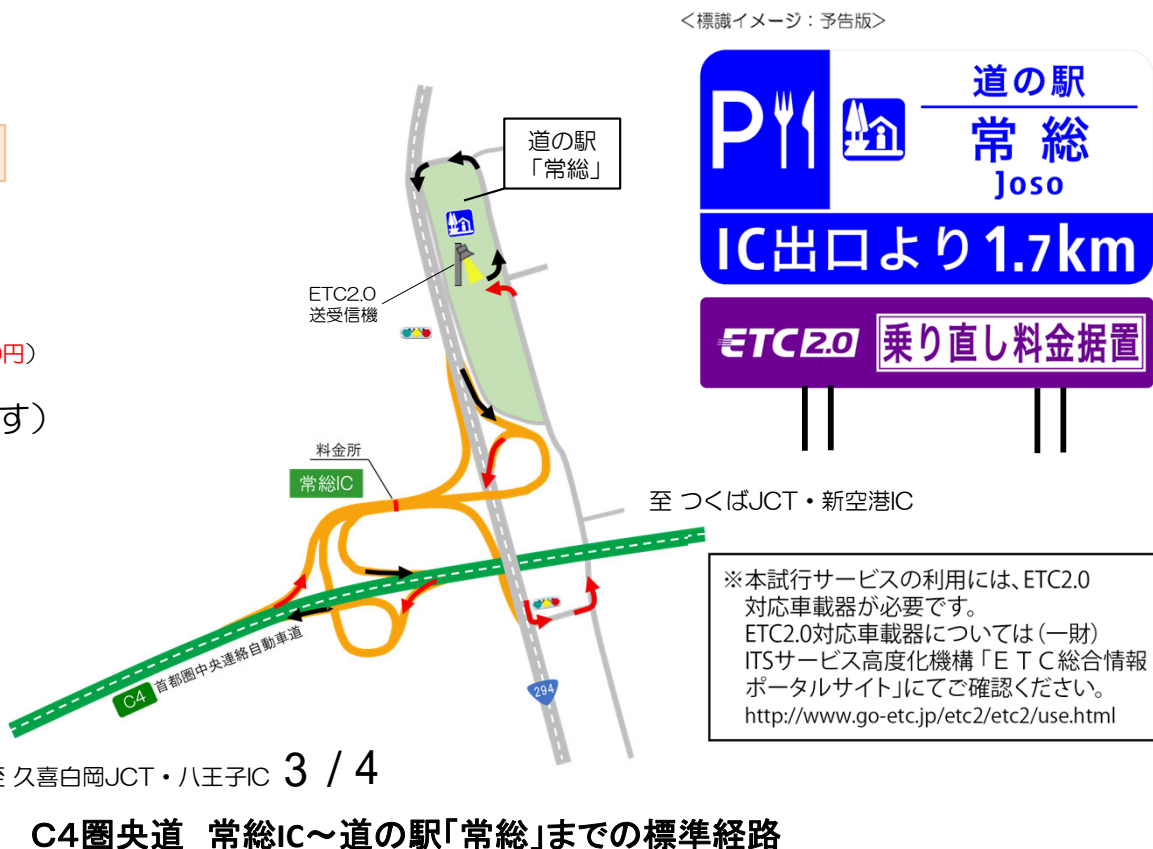 ＜標識イメージ：予告版＞
道の駅
常総
Joso
IC出口より1.7km
ETC2.0 乗り直し料金据置
道の駅
「常総」
ETC2.0
送受信機
円）
す）
料金所
常総IC
至 つくばJCT・新空港IC
※本試行サービスの利用には、ETC2.0
対応車載器が必要です。
ETC2.0対応車載器については（一財）
ITSサービス高度化機構「ＥＴＣ総合情報
ポータルサイト」にてご確認ください。
http://www.go-etc.jp/etc2/etc2/use.html
C4 首都圏中央連絡自動車道
294
至 久喜白岡JCT・八王子IC 3 / 4
C4圏央道 常総IC～道の駅「常総」までの標準経路